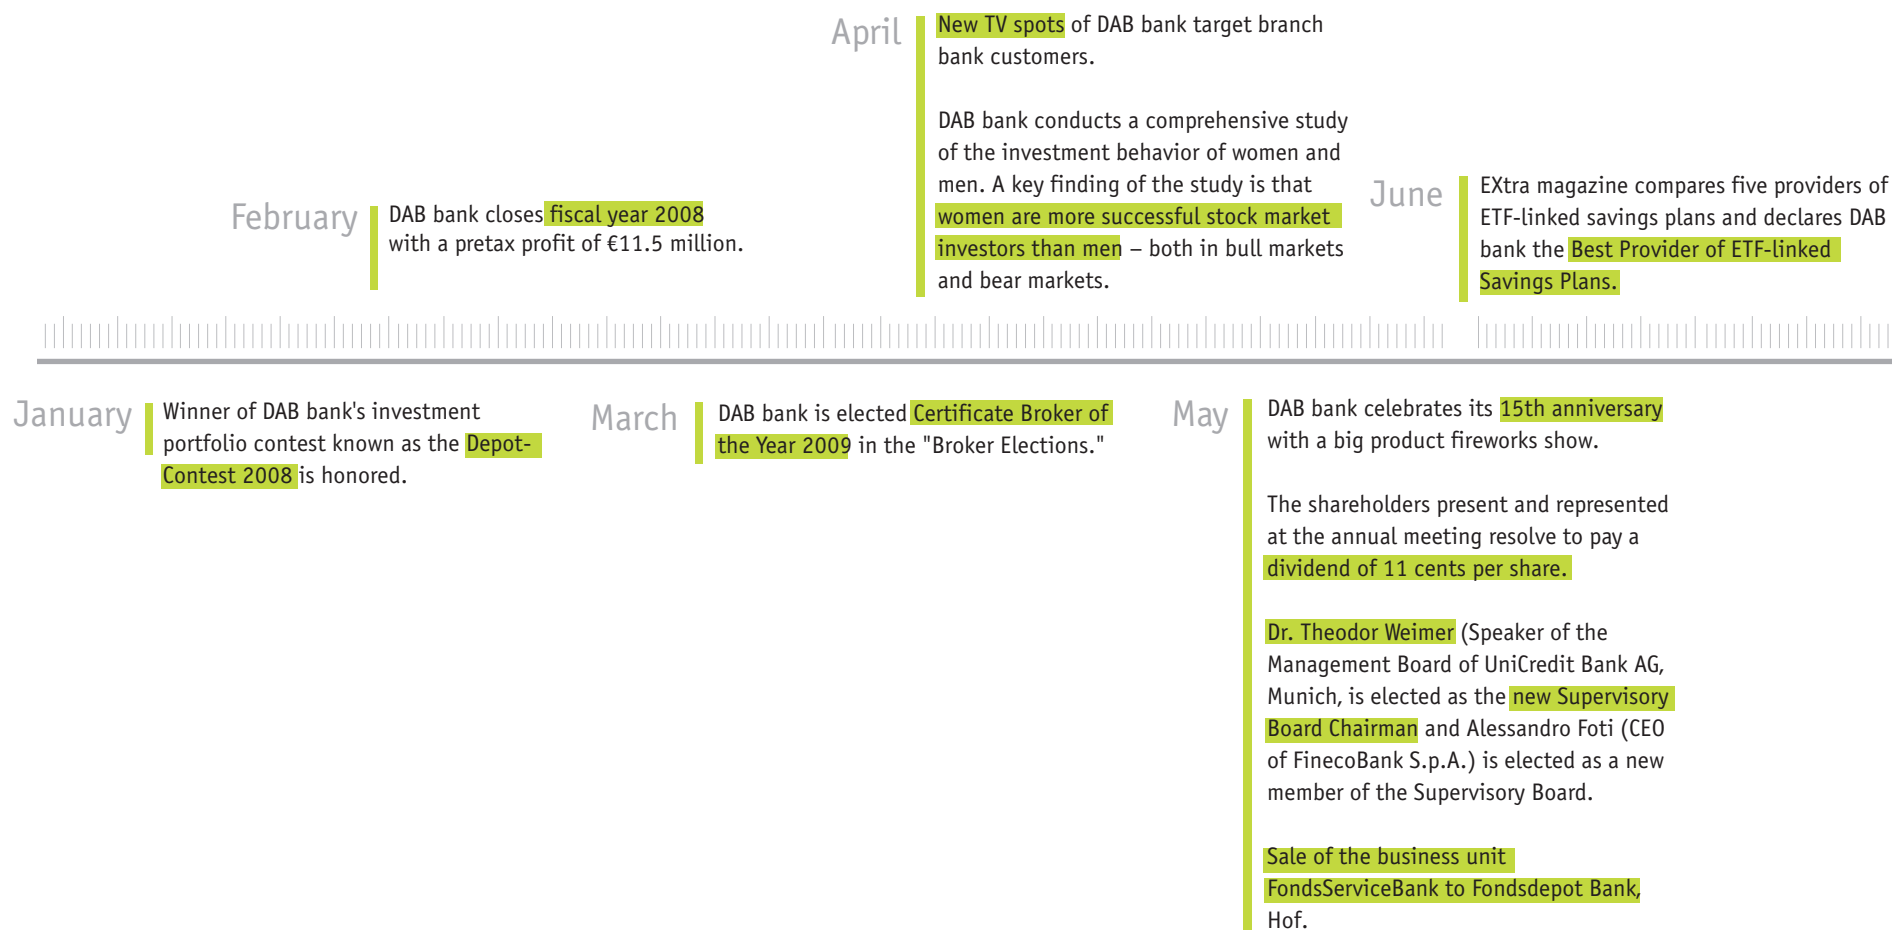 April
New TV spots of DAB bank target branch
bank customers.
DAB bank conducts a comprehensive study
of the investment behavior of women and
men. A key finding of the study is that
women are more successful stock market
investors than men – both in bull markets
and bear markets.
February
DAB bank closes fiscal year 2008
with a pretax profit of €11.5 million.
June
EXtra magazine compares five providers of
ETF-linked savings plans and declares DAB
bank the Best Provider of ETF-linked
Savings Plans.
January
Winner of DAB bank's investment
portfolio contest known as the Depot-
Contest 2008 is honored.
March
DAB bank is elected Certificate Broker of
the Year 2009 in the "Broker Elections."
May
DAB bank celebrates its 15th anniversary
with a big product fireworks show.
The shareholders present and represented
at the annual meeting resolve to pay a
dividend of 11 cents per share.
Dr. Theodor Weimer (Speaker of the
Management Board of UniCredit Bank AG,
Munich, is elected as the new Supervisory
Board Chairman and Alessandro Foti (CEO
of FinecoBank S.p.A.) is elected as a new
member of the Supervisory Board.
Sale of the business unit
FondsServiceBank to Fondsdepot Bank,
Hof.